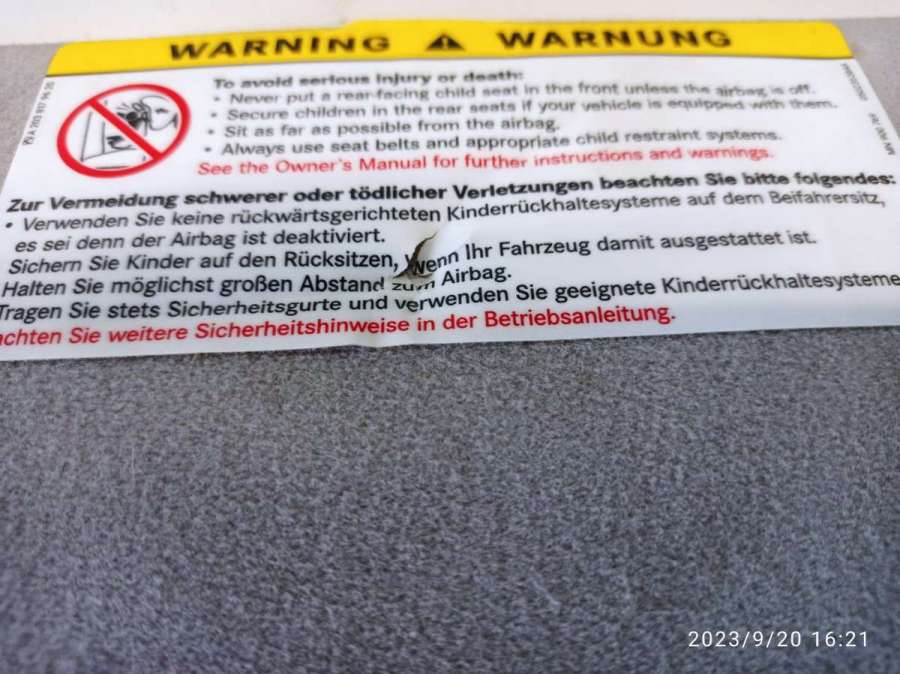 WARNING WARNUNG
To avoid serious injury or death:
• Never put a rear-facing child seat in the front unless the airbag is off.
• Secure children in the rear seats if your vehicle is equipped with them.
• Sit as far as possible from the airbag.
• Always use seat belts and appropriate child restraint systems.
See the Owner's Manual for further instructions and warnings.
Zur Vermeidung schwerer oder tödlicher Verletzungen beachten Sie bitte folgendes:
• Verwenden Sie keine rückwärtsgerichteten Kinderrückhaltesysteme auf dem Beifahrersitz,
es sei denn der Airbag ist deaktiviert.
Sichern Sie Kinder auf den Rücksitzen, wenn Ihr Fahrzeug damit ausgestattet ist.
Halten Sie möglichst großen Abstand zum Airbag.
Tragen Sie stets Sicherheitsgurte und verwenden Sie geeignete Kinderrückhaltesysteme
achten Sie weitere Sicherheitshinweise in der Betriebsanleitung.
2023/9/20 16:21